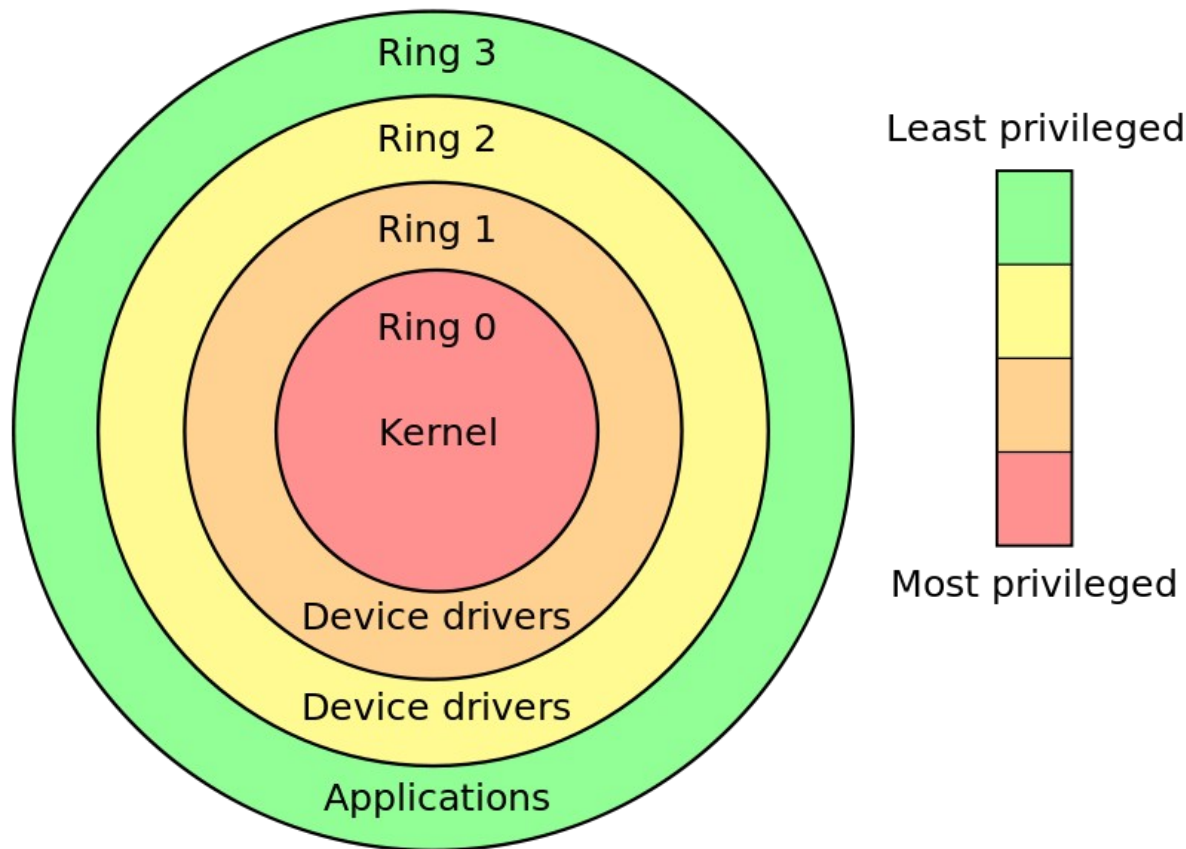 Ring 3
Ring 2
Ring 1
Ring 0
Kernel
Device drivers
Device drivers
Applications
Least privileged
Most privileged